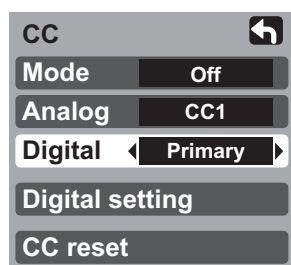 CC
Mode Off
Analog CC1
Digital Primary
Digital setting
CC reset